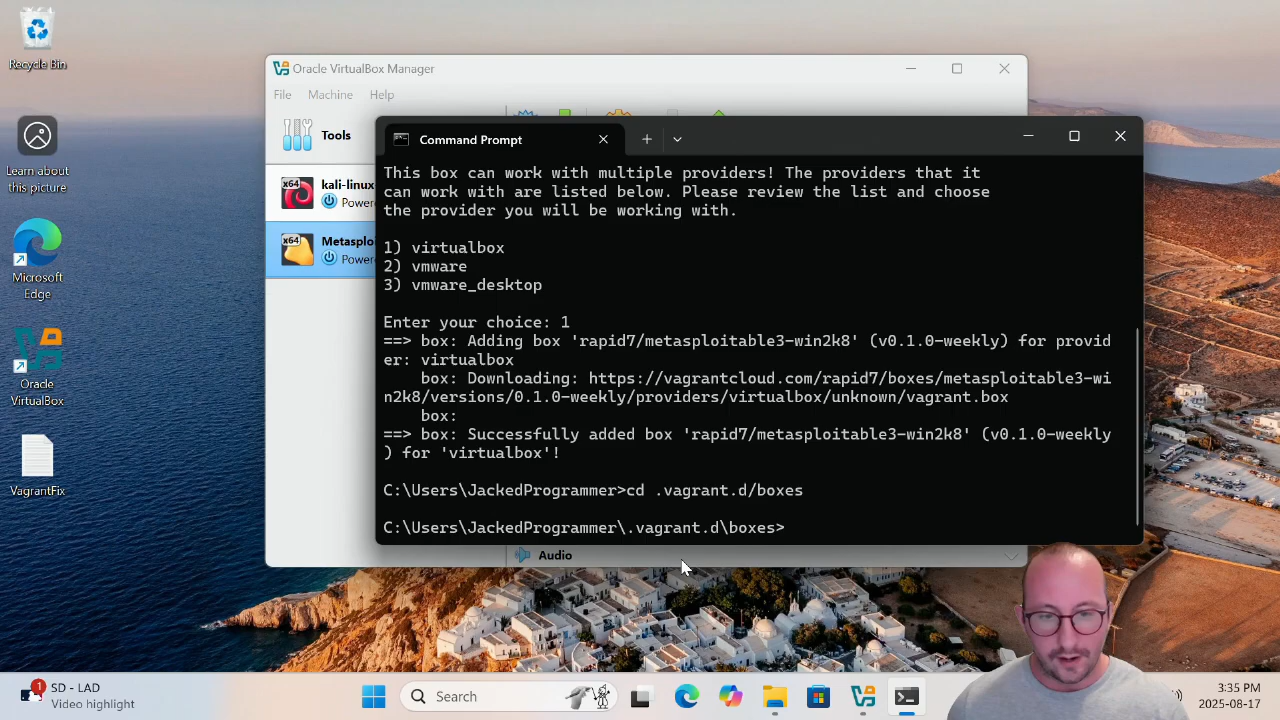 Recycle Bin
Learn about
this picture
Microsoft
Edge
Oracle
VirtualBox
VagrantFix
Oracle VirtualBox Manager
File Machine Help
Tools
x64
kali-linux
Powere
x64
Metasploi
Powere
Audio
Command Prompt
This box can work with multiple providers! The providers that it
can work with are listed below. Please review the list and choose
the provider you will be working with.
1) virtualbox
2) vmware
3) vmware_desktop
Enter your choice: 1
==> box: Adding box 'rapid7/metasploitable3-win2k8' (v0.1.0-weekly) for provid
er: virtualbox
box: Downloading: https://vagrantcloud.com/rapid7/boxes/metasploitable3-wi
n2k8/versions/0.1.0-weekly/providers/virtualbox/unknown/vagrant.box
box:
==> box: Successfully added box 'rapid7/metasploitable3-win2k8' (v0.1.0-weekly
) for 'virtualbox'!
C:\Users\JackedProgrammer>cd .vagrant.d/boxes
C:\Users\JackedProgrammer\.vagrant.d\boxes>
1
SD - LAD
Video highlight
Search
3:35 PM
2025-08-17